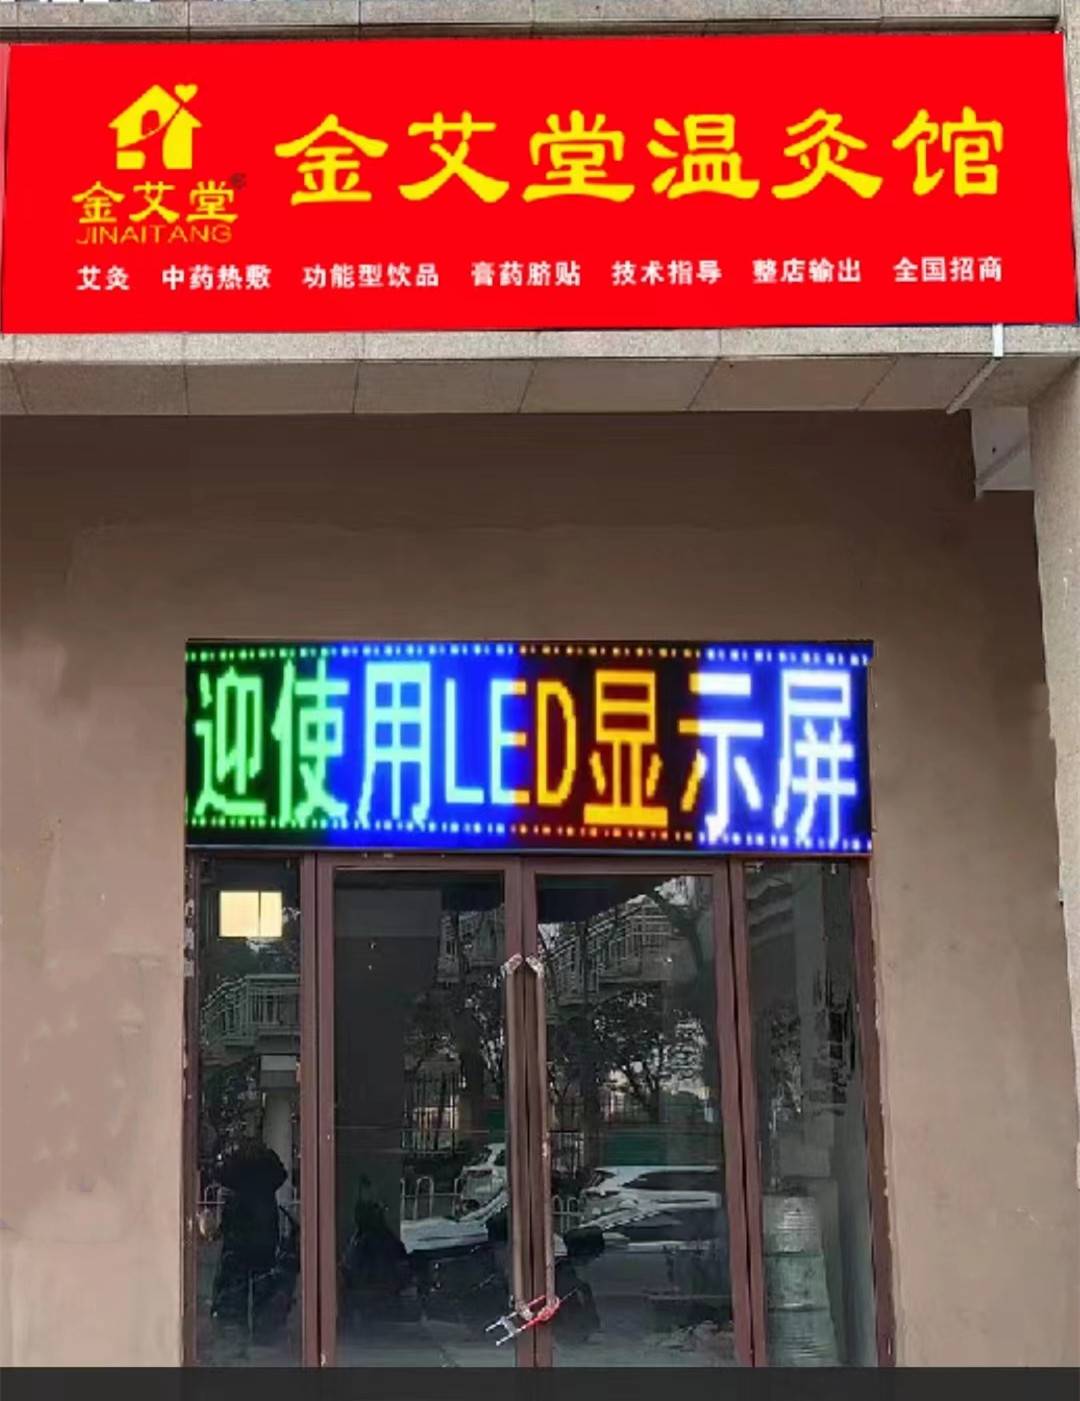 金艾堂
JINAITANG
金艾堂温灸馆
艾灸 中药热敷 功能型饮品 膏药脐贴 技术指导 整店输出 全国招商
迎使用LED显示屏